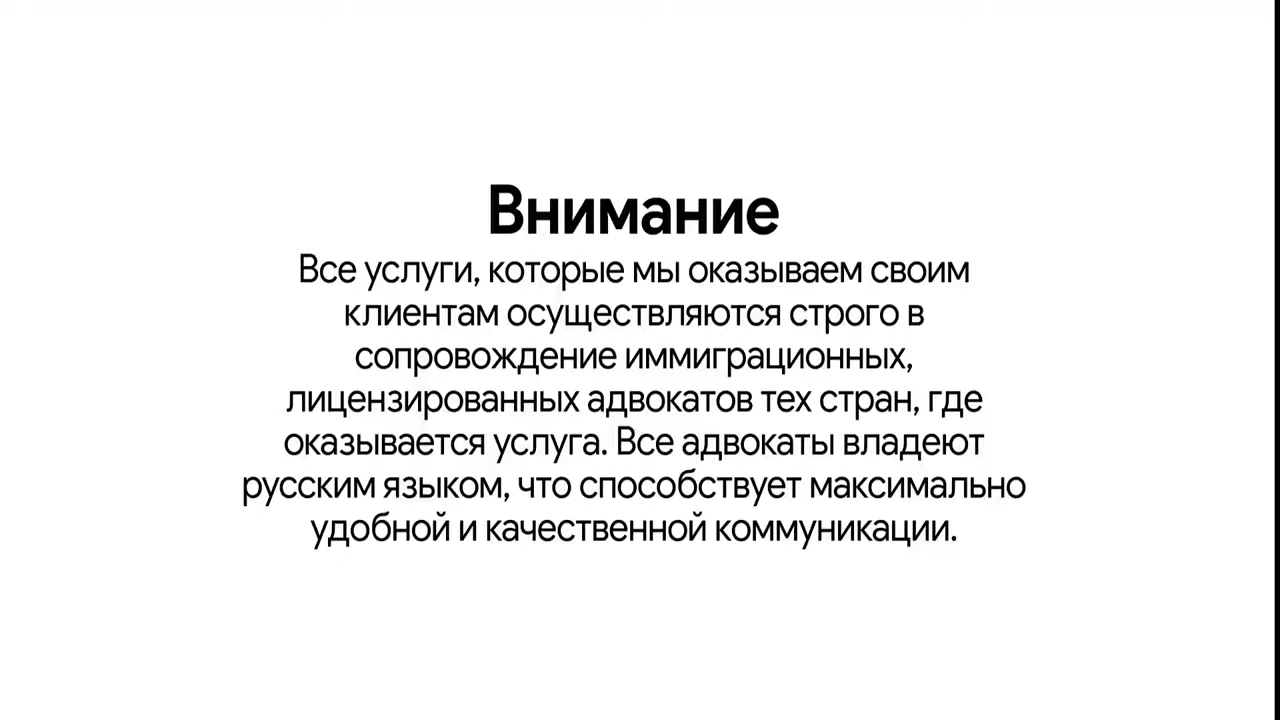 Внимание
Все услуги, которые мы оказываем своим
клиентам осуществляются строго в
сопровождение иммиграционных,
лицензированных адвокатов тех стран, где
оказывается услуга. Все адвокаты владеют
русским языком, что способствует максимально
удобной и качественной коммуникации.